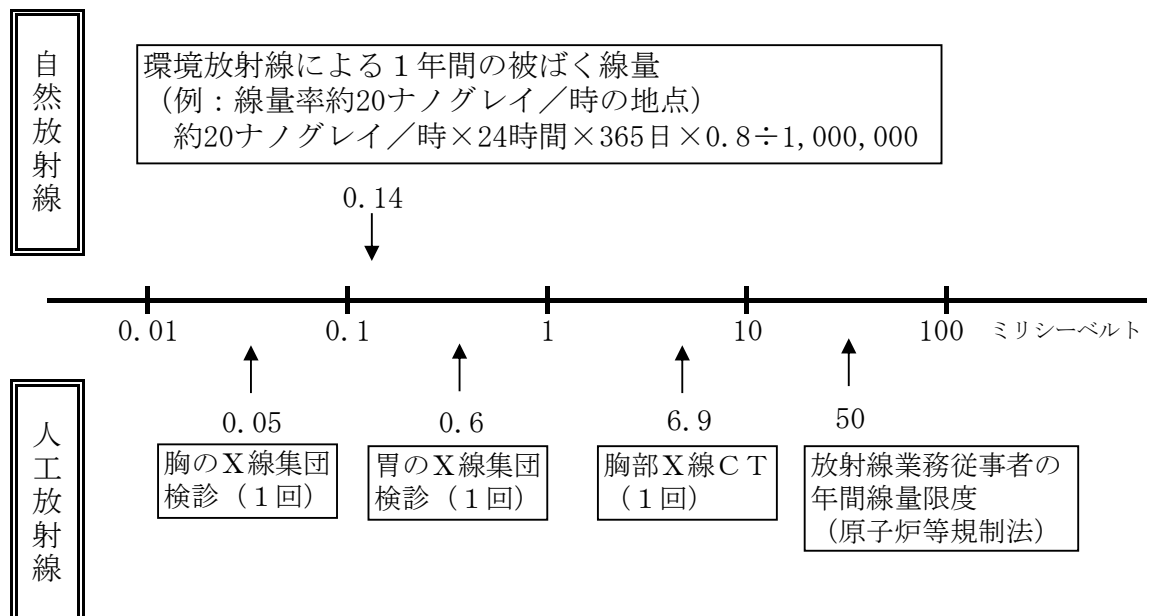 自然放射線
環境放射線による１年間の被ばく線量
（例：線量率約20ナノグレイ／時の地点）
約20ナノグレイ／時×24時間×365日×0.8÷1,000,000
0.14
0.01 0.1 1 10 100 ミリシーベルト
人工放射線
0.05
胸のＸ線集団
検診（１回）
0.6
胃のＸ線集団
検診（１回）
6.9
胸部Ｘ線ＣＴ
（１回）
50
放射線業務従事者の
年間線量限度
（原子炉等規制法）